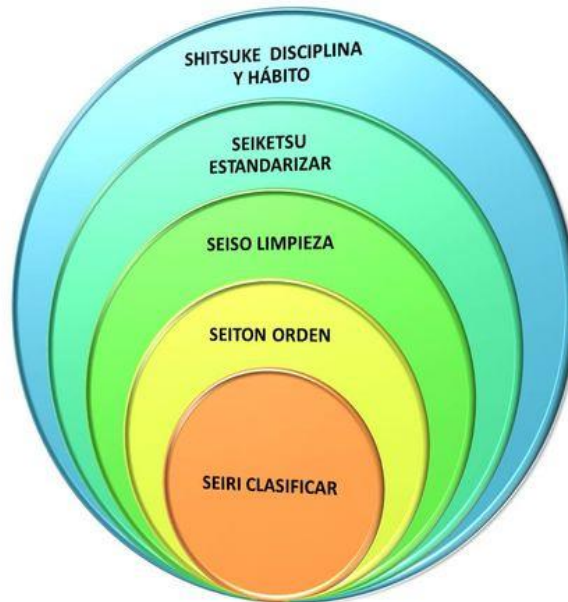 SHITSUKE DISCIPLINA
Y HÁBITO
SEIKETSU
ESTANDARIZAR
SEISO LIMPIEZA
SEITON ORDEN
SEIRI CLASIFICAR